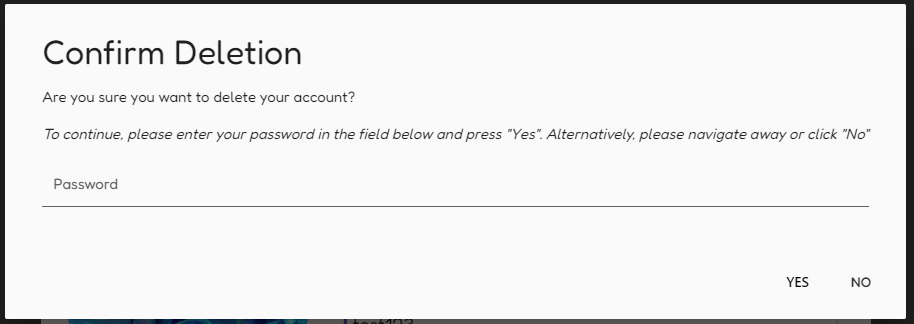 Confirm Deletion
Are you sure you want to delete your account?
To continue, please enter your password in the field below and press "Yes". Alternatively, please navigate away or click "No"
Password
YES NO